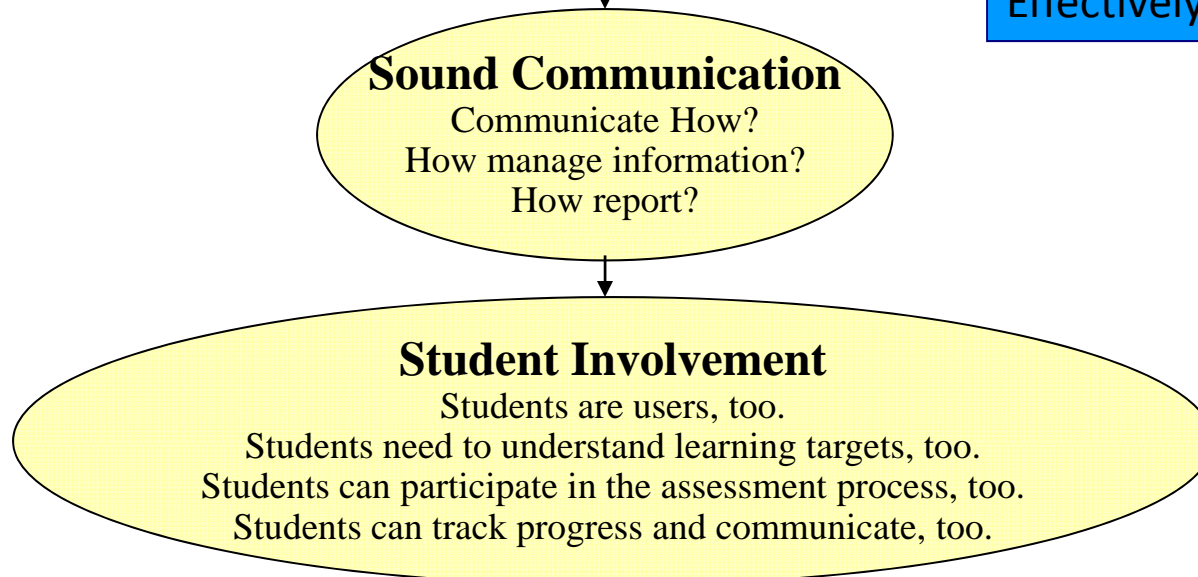 Effectively
Sound Communication
Communicate How?
How manage information?
How report?
Student Involvement
Students are users, too.
Students need to understand learning targets, too.
Students can participate in the assessment process, too.
Students can track progress and communicate, too.